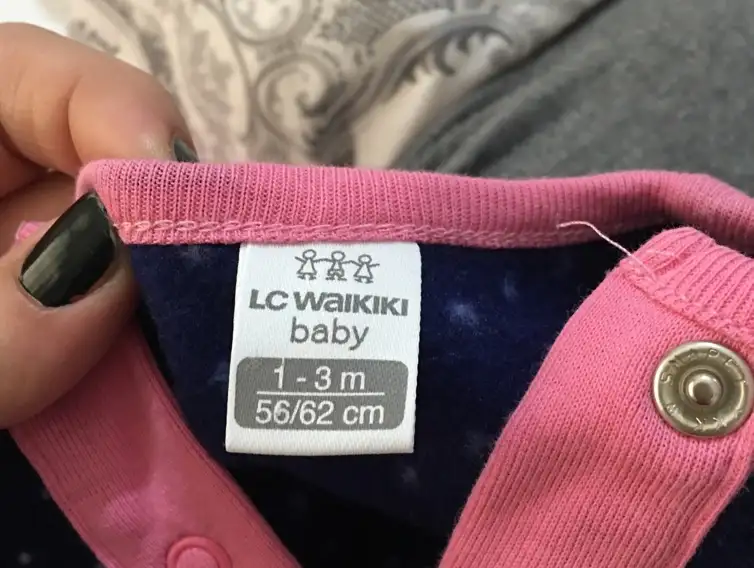 LC WAIKIKI
baby
1 - 3 m
56/62 cm